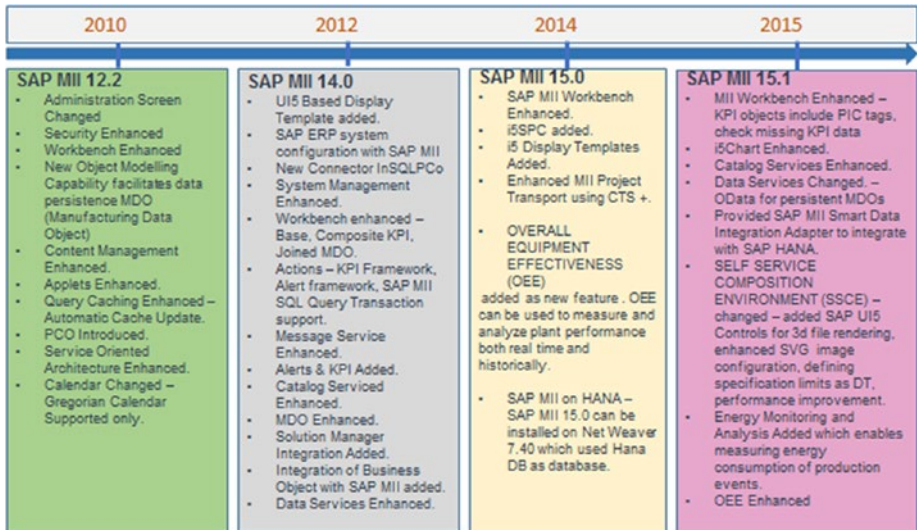 2010
2012
2014
2015
SAP MII 12.2
• Administration Screen
Changed
• Security Enhanced
• Workbench Enhanced
• New Object Modelling
Capability facilitates data
persistence MDO
(Manufacturing Data
Object)
• Content Management
Enhanced.
• Applets Enhanced.
• Query Caching Enhanced –
Automatic Cache Update.
• PCO Introduced.
• Service Oriented
Architecture Enhanced.
• Calendar Changed –
Gregorian Calendar
Supported only.
SAP MII 14.0
• UI5 Based Display
Template added.
• SAP ERP system
configuration with SAP MII
• New Connector InSQLPCo
• System Management
Enhanced.
• Workbench enhanced –
Base, Composite KPI,
Joined MDO.
• Actions – KPI Framework,
Alert framework, SAP MII
SQL Query Transaction
support.
• Message Service
Enhanced.
• Alerts & KPI Added.
• Catalog Serviced
Enhanced.
• MDO Enhanced.
• Solution Manager
Integration Added.
• Integration of Business
Object with SAP MII added.
• Data Services Enhanced.
SAP MII 15.0
• SAP MII Workbench
Enhanced.
• i5SPC added.
• i5 Display Templates
Added.
• Enhanced MII Project
Transport using CTS +.
• OVERALL
EQUIPMENT
EFFECTIVENESS
(OEE)
added as new feature . OEE
can be used to measure and
analyze plant performance
both real time and
historically.
• SAP MII on HANA –
SAP MII 15.0 can be
installed on Net Weaver
7.40 which used Hana
DB as database.
SAP MII 15.1
• MII Workbench Enhanced –
KPI objects include PIC tags,
check missing KPI data
• i5Chart Enhanced.
• Catalog Services Enhanced.
• Data Services Changed. –
OData for persistent MDOs
• Provided SAP MII Smart Data
Integration Adapter to integrate
with SAP HANA.
• SELF SERVICE
COMPOSITION
ENVIRONMENT (SSCE) –
changed – added SAP UI5
Controls for 3d file rendering,
enhanced SVG image
configuration, defining
specification limits as DT,
performance improvement.
• Energy Monitoring and
Analysis Added which enables
measuring energy
consumption of production
events.
• OEE Enhanced